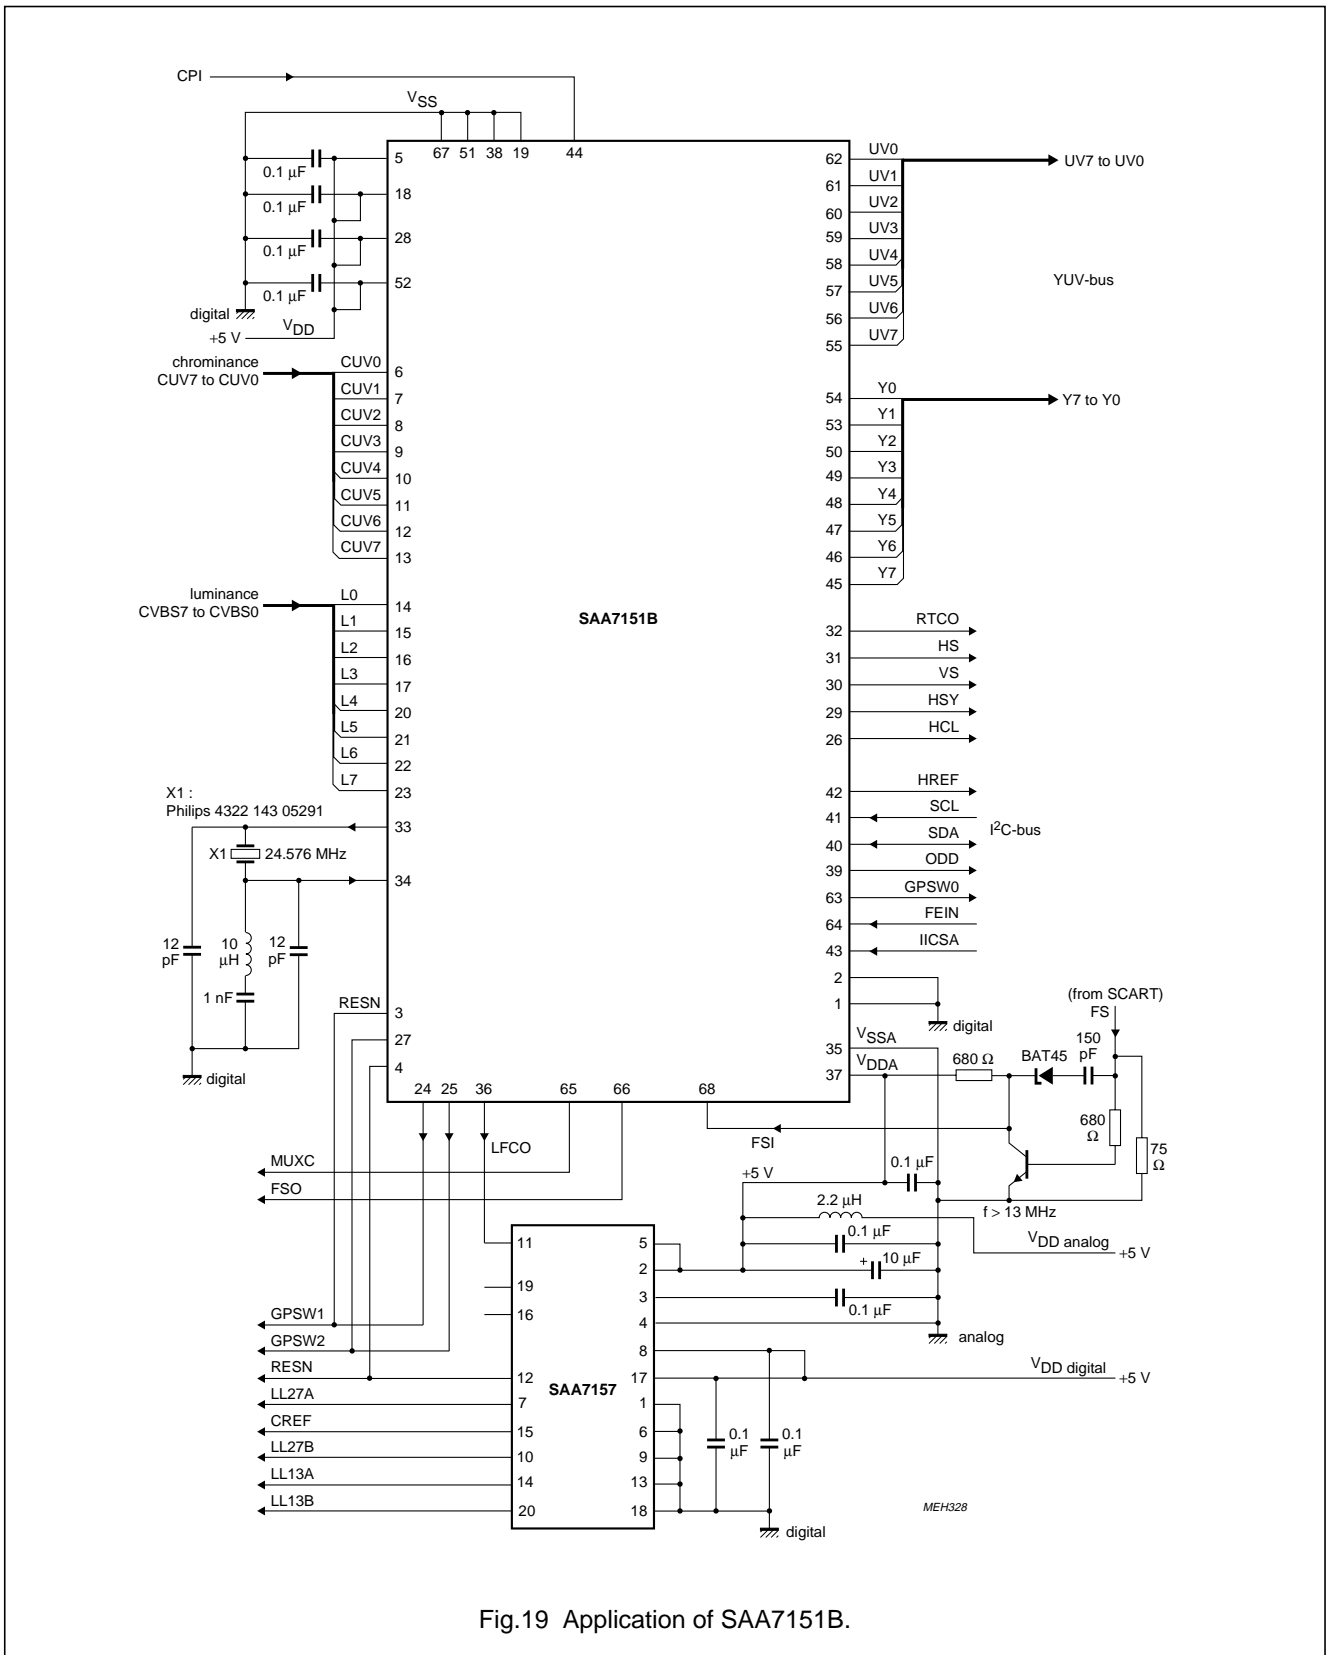 CPI
VSS
67 51 38 19 44
5
0.1 µF
18
0.1 µF
28
0.1 µF
52
0.1 µF
digital
VDD
+5 V
chrominance
CUV7 to CUV0
CUV0
6
CUV1
7
CUV2
8
CUV3
9
CUV4
10
CUV5
11
CUV6
12
CUV7
13
luminance
CVBS7 to CVBS0
L0
14
L1
15
L2
16
L3
17
L4
20
L5
21
L6
22
L7
23
X1 :
Philips 4322 143 05291
33
X1
24.576 MHz
34
12
pF
10
µH
12
pF
1 nF
digital
RESN
3
27
4
SAA7151B
UV0
62
UV1
61
UV2
60
UV3
59
UV4
58
UV5
57
UV6
56
UV7
55
UV7 to UV0
YUV-bus
Y0
54
Y1
53
Y2
50
Y3
49
Y4
48
Y5
47
Y6
46
Y7
45
Y7 to Y0
RTCO
32
HS
31
VS
30
HSY
29
HCL
26
HREF
42
SCL
41
I2C-bus
SDA
40
ODD
39
GPSW0
63
FEIN
64
IICSA
43
2
1
digital
VSSA
35
VDDA
37
(from SCART)
FS
680 Ω
BAT45
150
pF
680
Ω
75
Ω
24 25 36 65 66 68
LFCO
FSI
MUXC
FSO
+5 V
0.1 µF
f > 13 MHz
2.2 µH
0.1 µF
VDD analog
+5 V
+ 10 µF
0.1 µF
analog
11
19
16
5
2
3
4
8
17
1
6
9
13
18
SAA7157
GPSW1
GPSW2
RESN
12
LL27A
7
CREF
15
LL27B
10
LL13A
14
LL13B
20
VDD digital
+5 V
0.1
µF
0.1
µF
digital
MEH328
Fig.19 Application of SAA7151B.